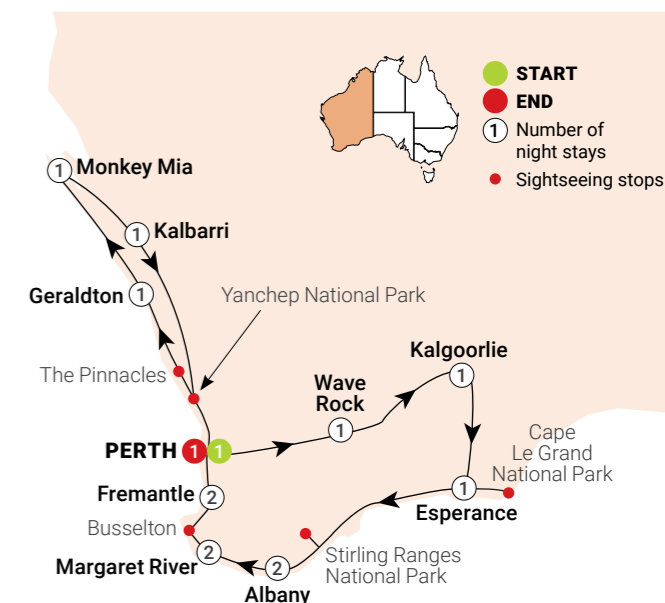 START
END
1 Number of
night stays
Sightseeing stops
1 Monkey Mia
1 Kalbarri
Geraldton 1
Yanchep National Park
The Pinnacles
Kalgoorlie
1
Wave
Rock
1
PERTH 1 1
Cape
Le Grand
National Park
1
Esperance
Fremantle 2
Busselton
Margaret River 2
Stirling Ranges
National Park
2
Albany